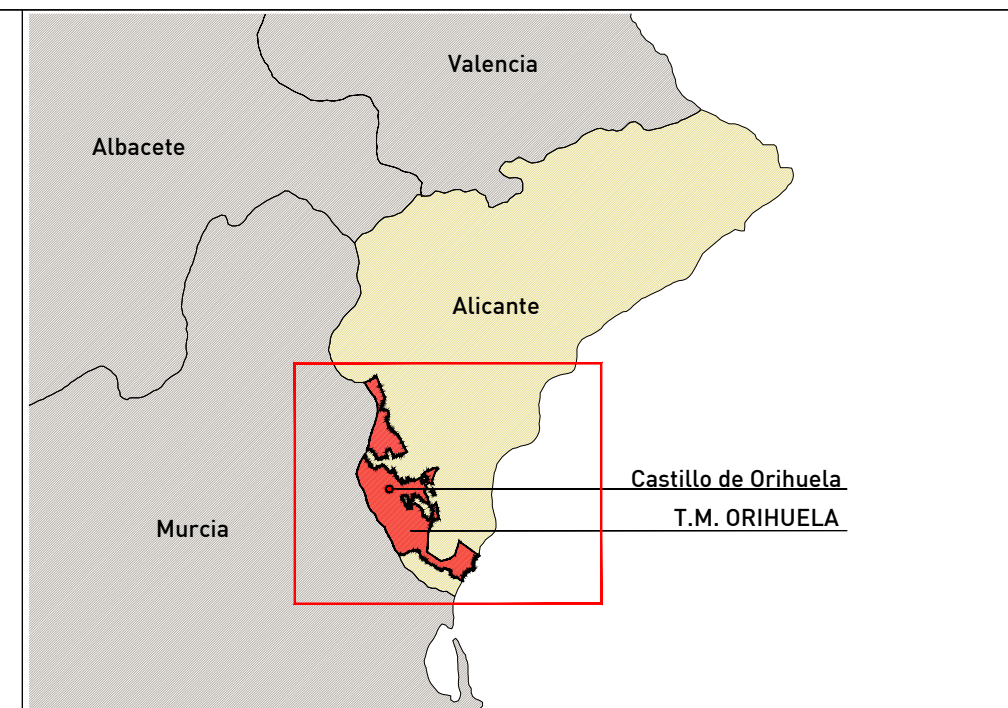 Valencia
Albacete
Alicante
Castillo de Orihuela
T.M. ORIHUELA
Murcia